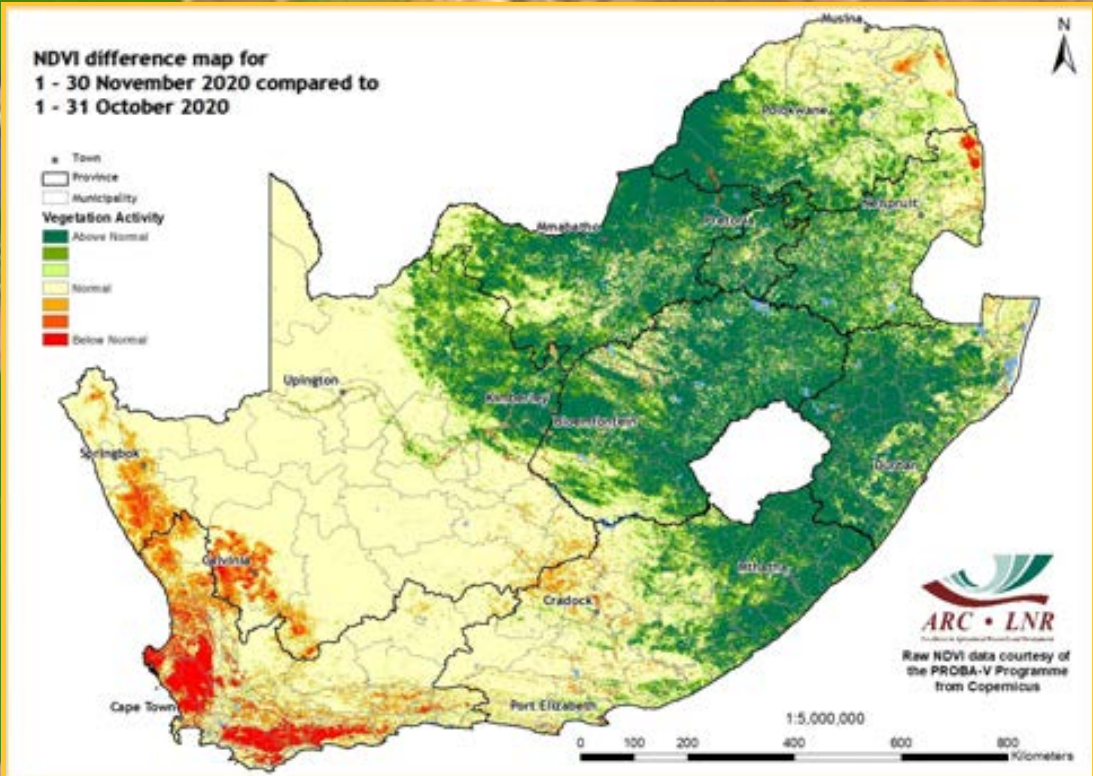 NDVI difference map for
1 - 30 November 2020 compared to
1 - 31 October 2020
N
Town
Province
Municipality
Vegetation Activity
Above Normal
Normal
Below Normal
Musina
Polokwane
Nelspruit
Pretoria
Mmabatho
Upington
Kimberley
Bloemfontein
Springbok
Durban
Calvinia
Mthatha
Cradock
Cape Town
Port Elizabeth
ARC • LNR
Raw NDVI data courtesy of
the PROBA-V Programme
from Copernicus
1:5,000,000
0 100 200 400 600 800
Kilometers